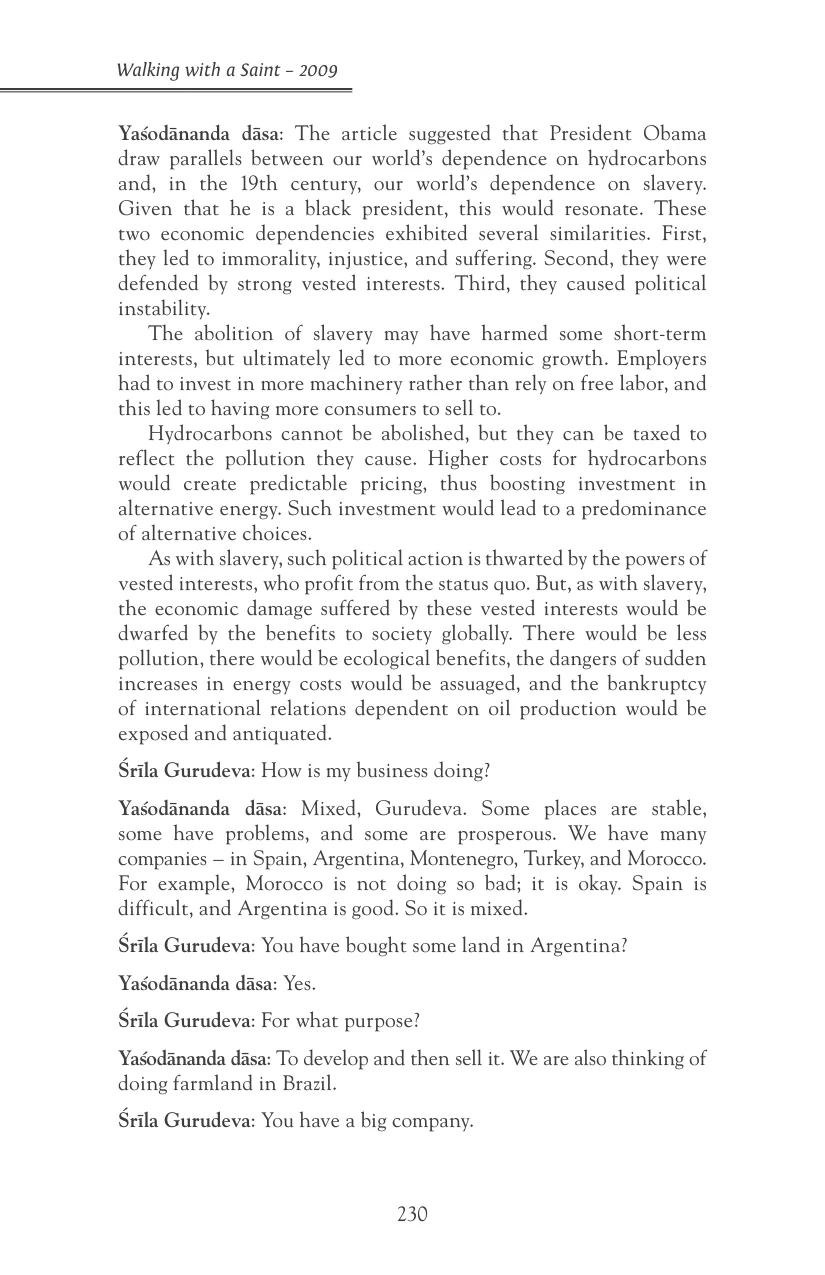 Walking with a Saint – 2009
Yaśodānanda dāsa: The article suggested that President Obama
draw parallels between our world’s dependence on hydrocarbons
and, in the 19th century, our world’s dependence on slavery.
Given that he is a black president, this would resonate. These
two economic dependencies exhibited several similarities. First,
they led to immorality, injustice, and suffering. Second, they were
defended by strong vested interests. Third, they caused political
instability.
The abolition of slavery may have harmed some short-term
interests, but ultimately led to more economic growth. Employers
had to invest in more machinery rather than rely on free labor, and
this led to having more consumers to sell to.
Hydrocarbons cannot be abolished, but they can be taxed to
reflect the pollution they cause. Higher costs for hydrocarbons
would create predictable pricing, thus boosting investment in
alternative energy. Such investment would lead to a predominance
of alternative choices.
As with slavery, such political action is thwarted by the powers of
vested interests, who profit from the status quo. But, as with slavery,
the economic damage suffered by these vested interests would be
dwarfed by the benefits to society globally. There would be less
pollution, there would be ecological benefits, the dangers of sudden
increases in energy costs would be assuaged, and the bankruptcy
of international relations dependent on oil production would be
exposed and antiquated.
Śrīla Gurudeva: How is my business doing?
Yaśodānanda dāsa: Mixed, Gurudeva. Some places are stable,
some have problems, and some are prosperous. We have many
companies – in Spain, Argentina, Montenegro, Turkey, and Morocco.
For example, Morocco is not doing so bad; it is okay. Spain is
difficult, and Argentina is good. So it is mixed.
Śrīla Gurudeva: You have bought some land in Argentina?
Yaśodānanda dāsa: Yes.
Śrīla Gurudeva: For what purpose?
Yaśodānanda dāsa: To develop and then sell it. We are also thinking of
doing farmland in Brazil.
Śrīla Gurudeva: You have a big company.
230